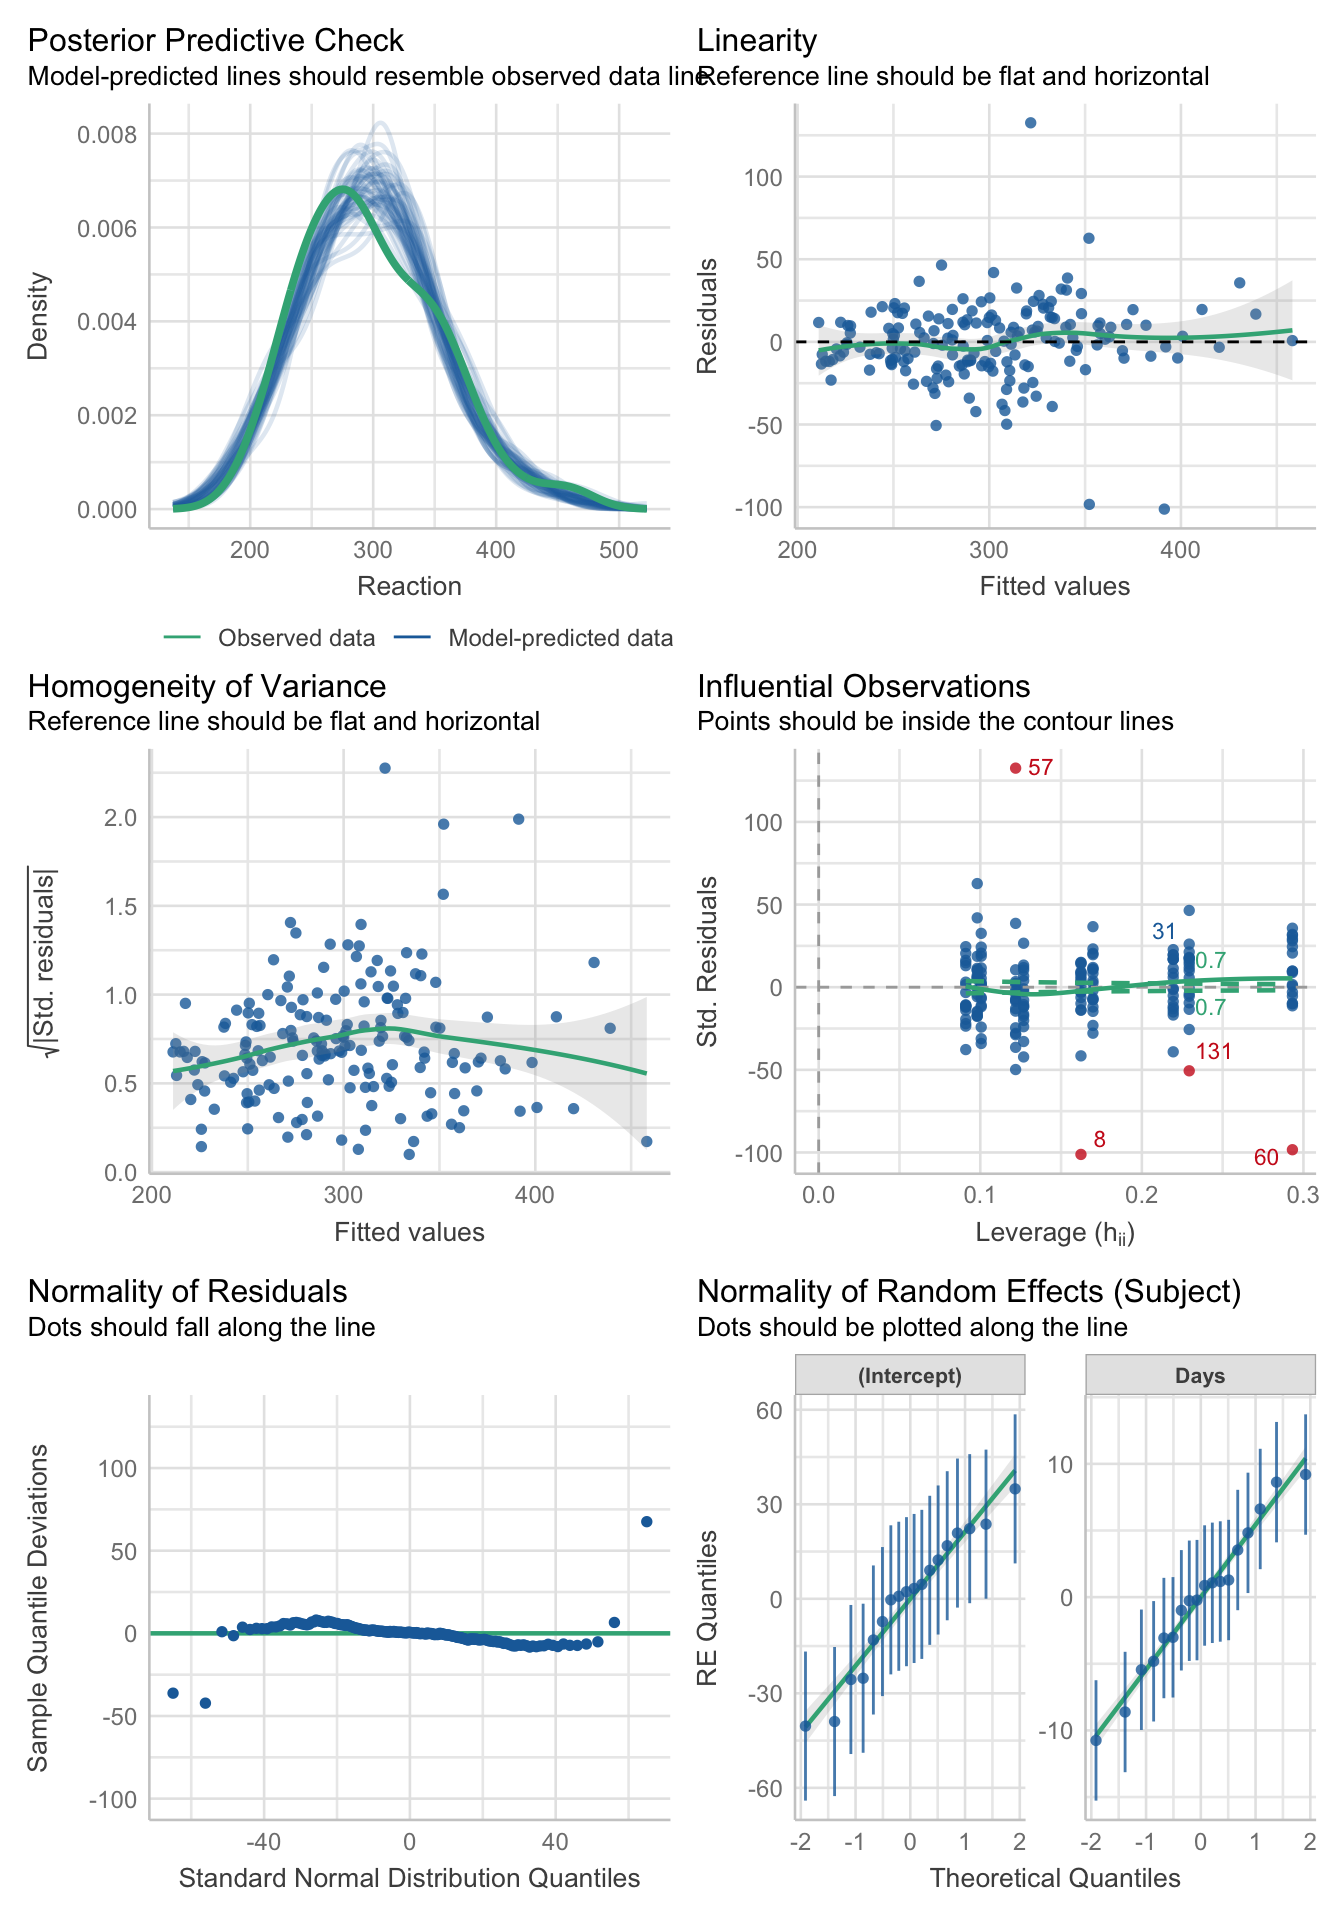 Posterior Predictive Check
Model-predicted lines should resemble observed data line
0.008
0.006
0.004
0.002
0.000
Density
200 300 400 500
Reaction
Observed data Model-predicted data
Linearity
Reference line should be flat and horizontal
100
50
0
-50
-100
Residuals
200 300 400
Fitted values
Homogeneity of Variance
Reference line should be flat and horizontal
2.0
1.5
1.0
0.5
0.0
√|Std. residuals|
200 300 400
Fitted values
Influential Observations
Points should be inside the contour lines
100
50
0
-50
-100
Std. Residuals
57
31
0.7
0.7
131
8
60
0.0 0.1 0.2 0.3
Leverage (hᵢᵢ)
Normality of Residuals
Dots should fall along the line
100
50
0
-50
-100
Sample Quantile Deviations
-40 0 40
Standard Normal Distribution Quantiles
Normality of Random Effects (Subject)
Dots should be plotted along the line
(Intercept) Days
60
30
0
-30
-60
RE Quantiles
10
0
-10
-2 -1 0 1 2 -2 -1 0 1 2
Theoretical Quantiles